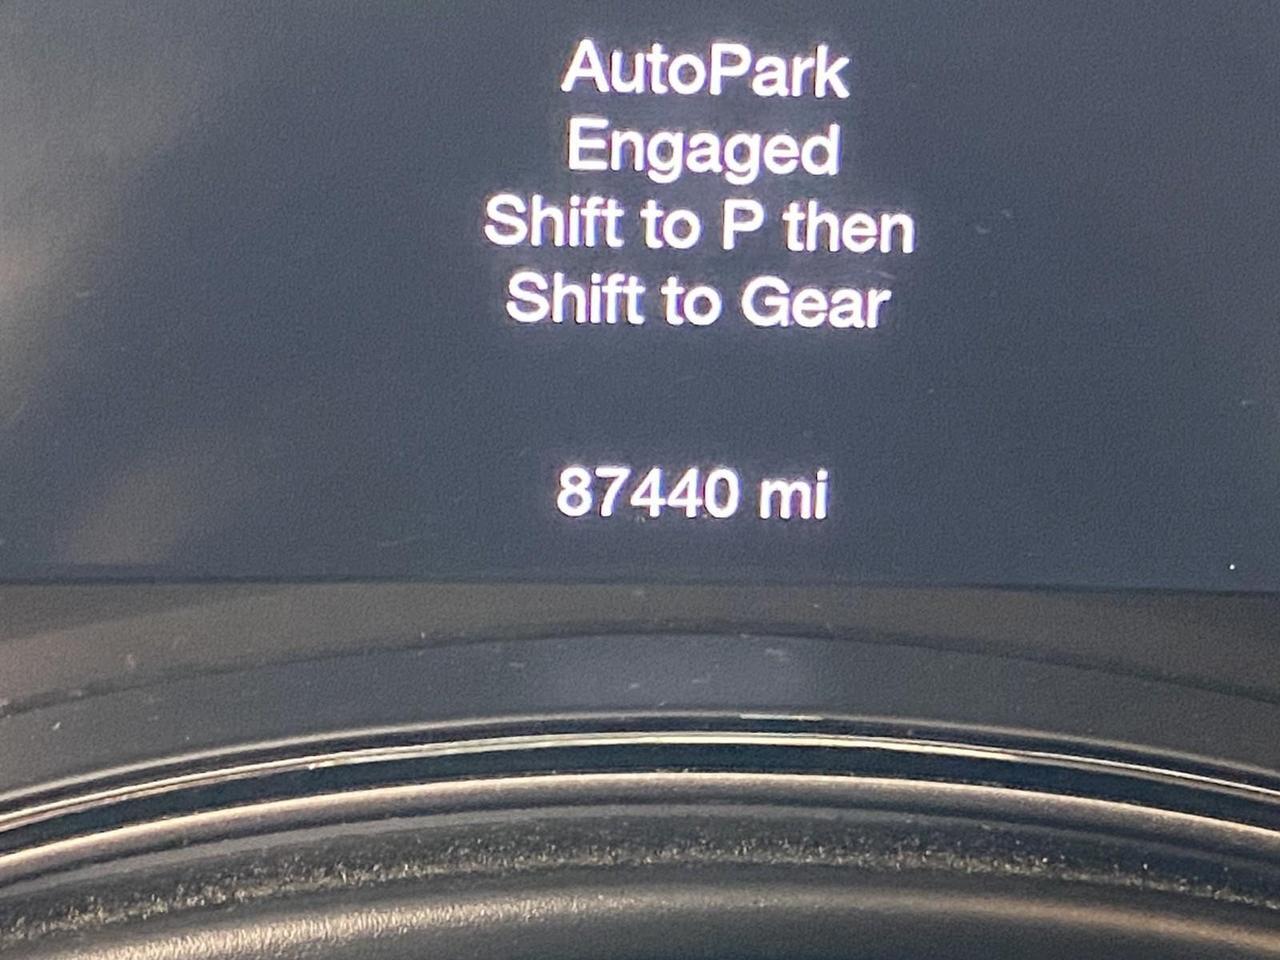 AutoPark
Engaged
Shift to P then
Shift to Gear
87440 mi